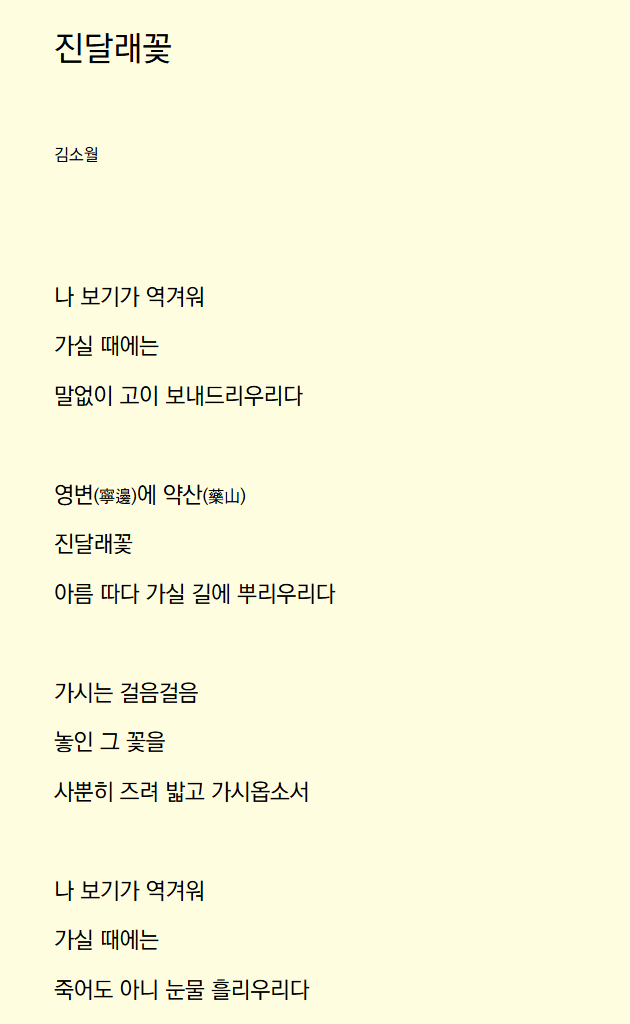 진달래꽃
김소월
나 보기가 역겨워
가실 때에는
말없이 고이 보내드리우리다
영변(寧邊)에 약산(藥山)
진달래꽃
아름 따다 가실 길에 뿌리우리다
가시는 걸음걸음
놓인 그 꽃을
사뿐히 즈려 밟고 가시옵소서
나 보기가 역겨워
가실 때에는
죽어도 아니 눈물 흘리우리다